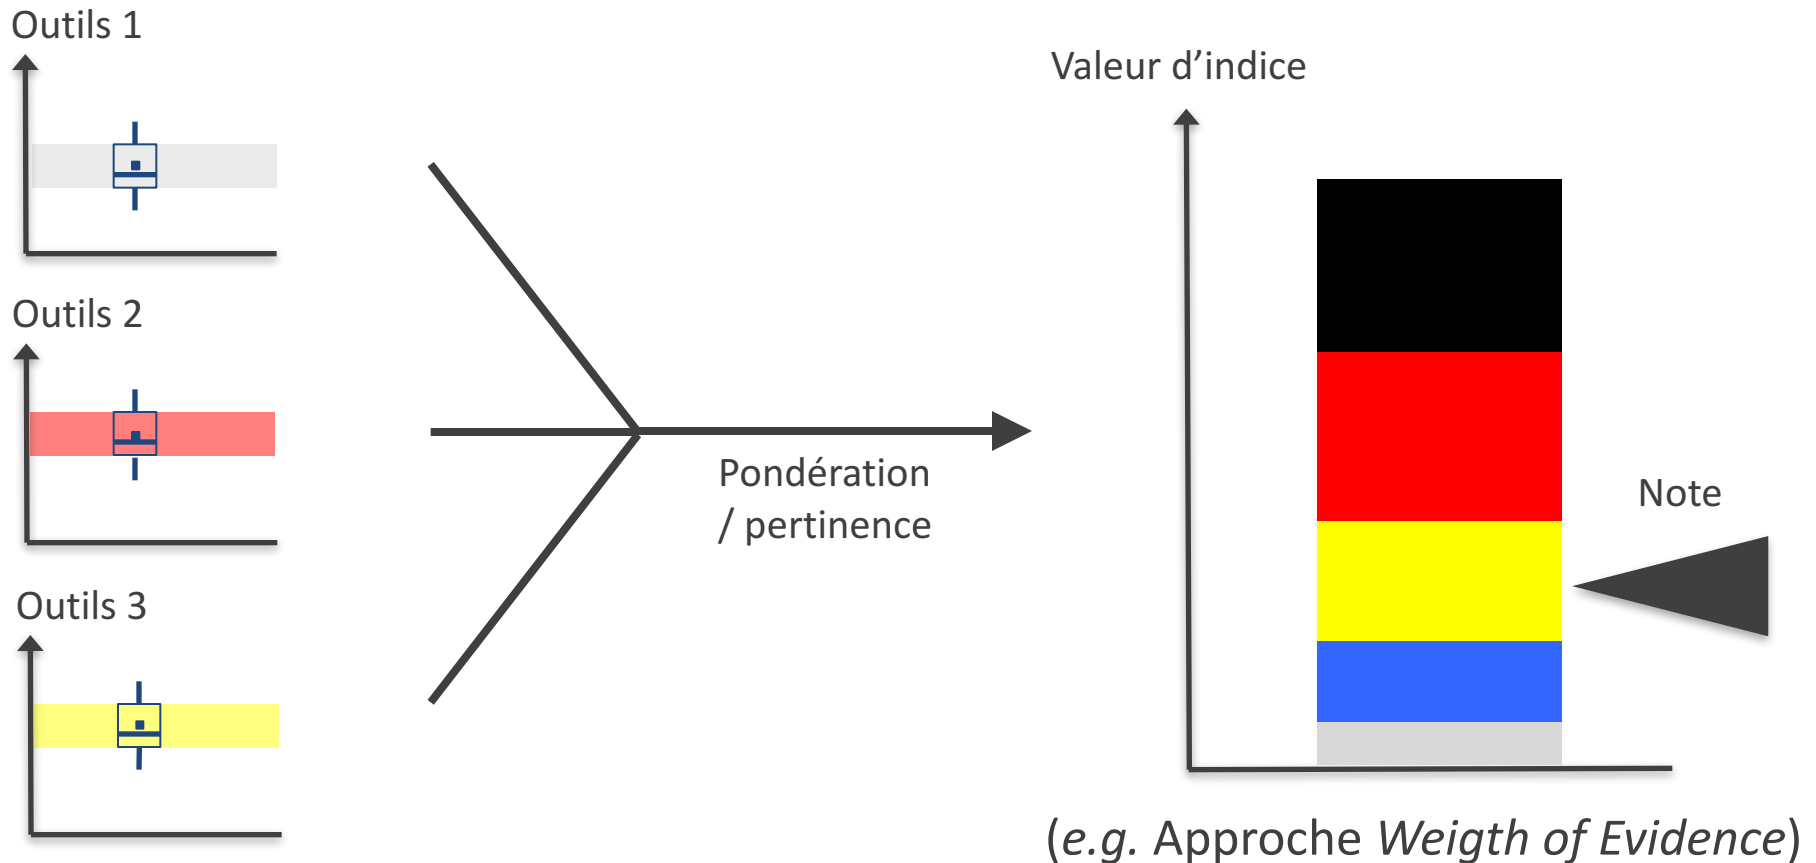 Outils 1
Outils 2
Outils 3
Pondération
/ pertinence
Valeur d’indice
Note
(e.g. Approche Weigth of Evidence)